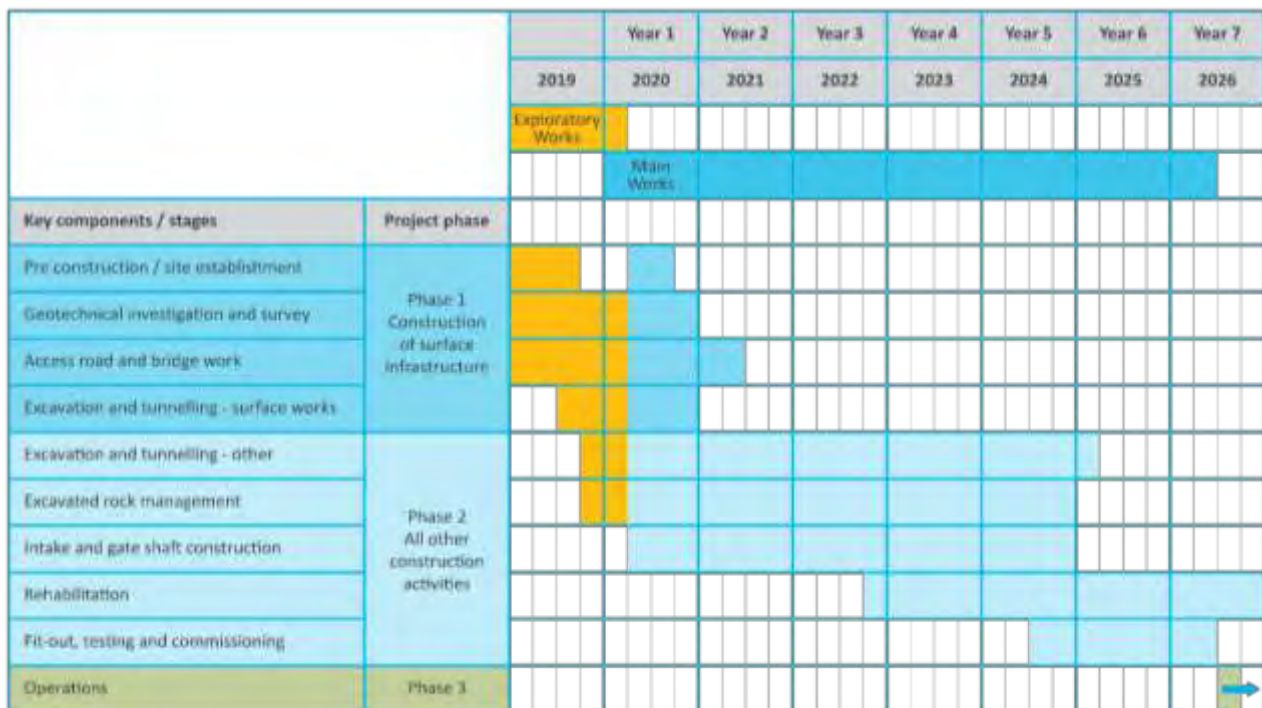 Year 1 Year 2 Year 3 Year 4 Year 5 Year 6 Year 7
2019 2020 2021 2022 2023 2024 2025 2026
Exploratory
Works
Main
Works
Key components / stages Project phase
Pre construction / site establishment
Geotechnical investigation and survey
Access road and bridge work
Excavation and tunnelling - surface works
Phase 1
Construction
of surface
infrastructure
Excavation and tunnelling - other
Excavated rock management
Intake and gate shaft construction
Rehabilitation
Fit-out, testing and commissioning
Phase 2
All other
construction
activities
Operations Phase 3